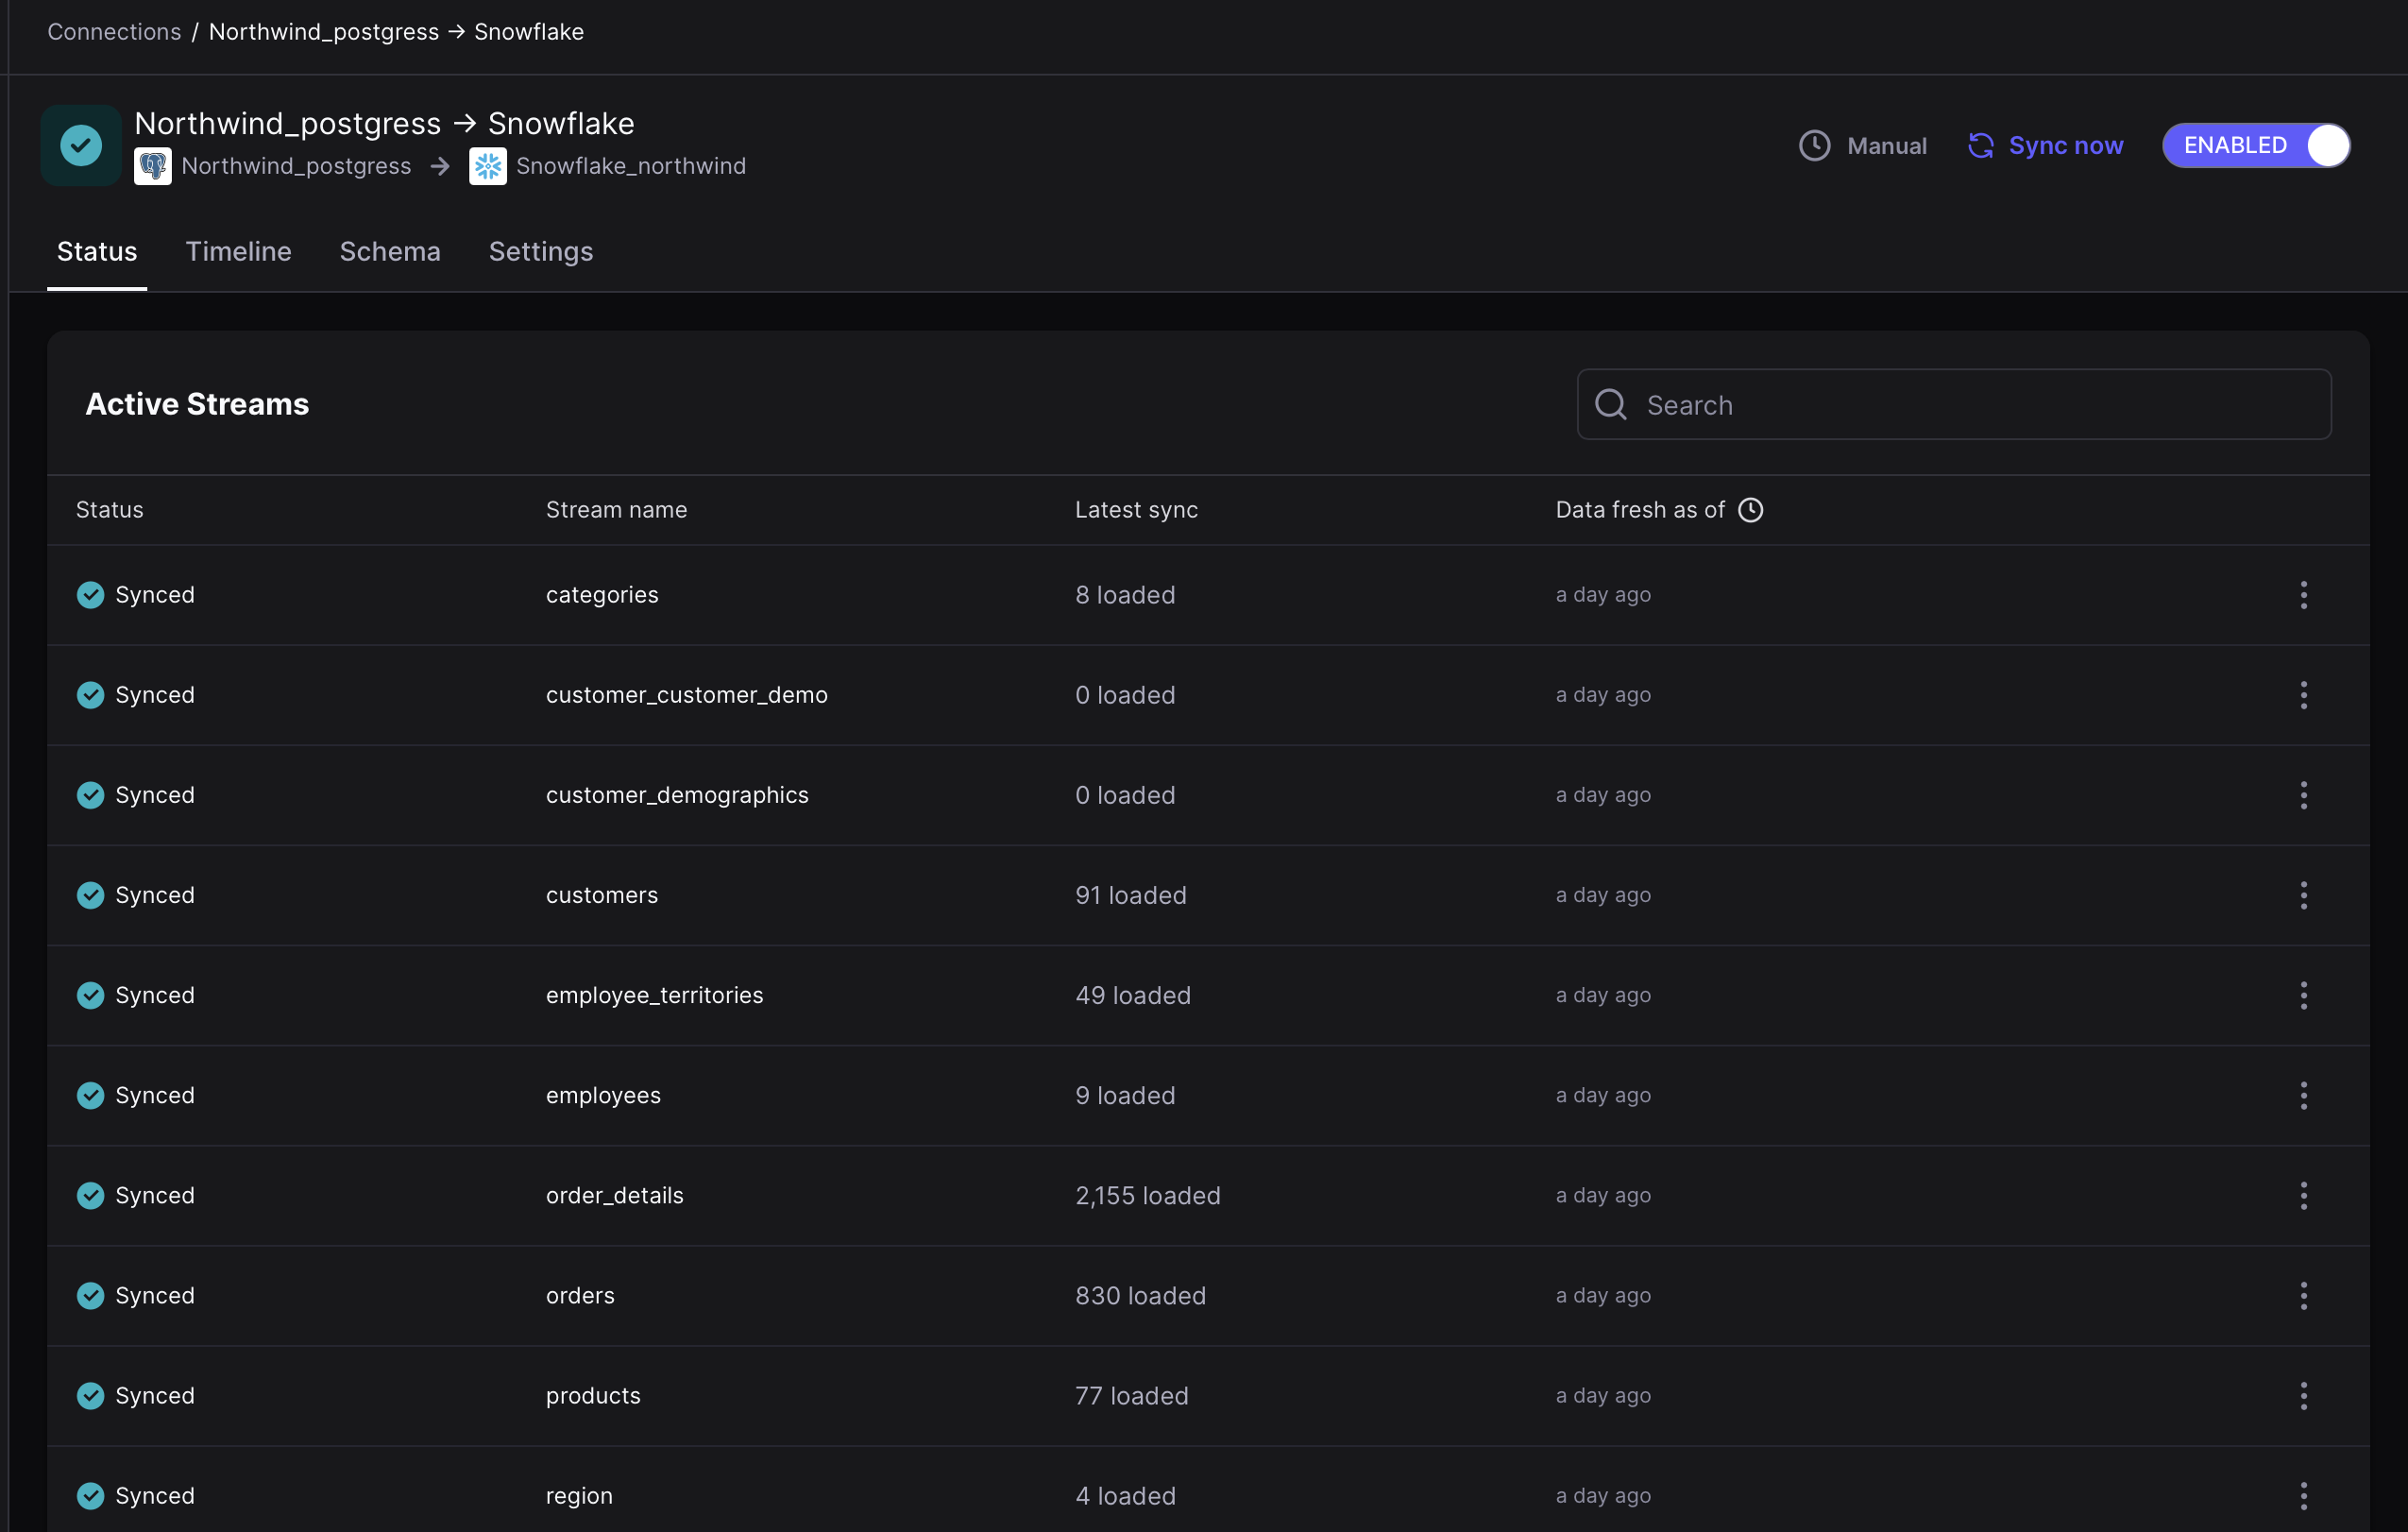 Connections / Northwind_postgress → Snowflake
Northwind_postgress → Snowflake
Northwind_postgress → Snowflake_northwind
Manual
Sync now
ENABLED
Status Timeline Schema Settings
Active Streams
Search
Status Stream name Latest sync Data fresh as of
Synced categories 8 loaded a day ago
Synced customer_customer_demo 0 loaded a day ago
Synced customer_demographics 0 loaded a day ago
Synced customers 91 loaded a day ago
Synced employee_territories 49 loaded a day ago
Synced employees 9 loaded a day ago
Synced order_details 2,155 loaded a day ago
Synced orders 830 loaded a day ago
Synced products 77 loaded a day ago
Synced region 4 loaded a day ago